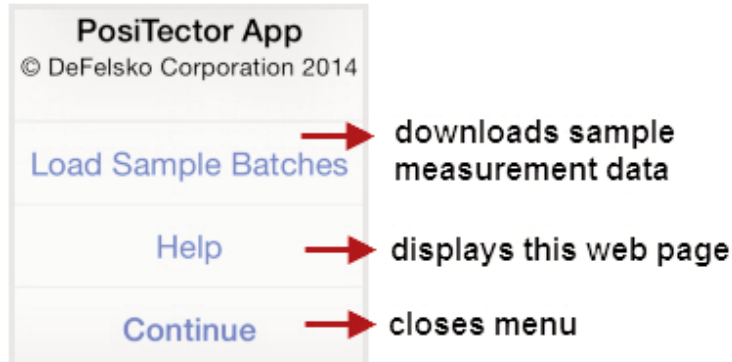 PosiTector App
© DeFelsko Corporation 2014
Load Sample Batches
downloads sample
measurement data
Help
displays this web page
Continue
closes menu